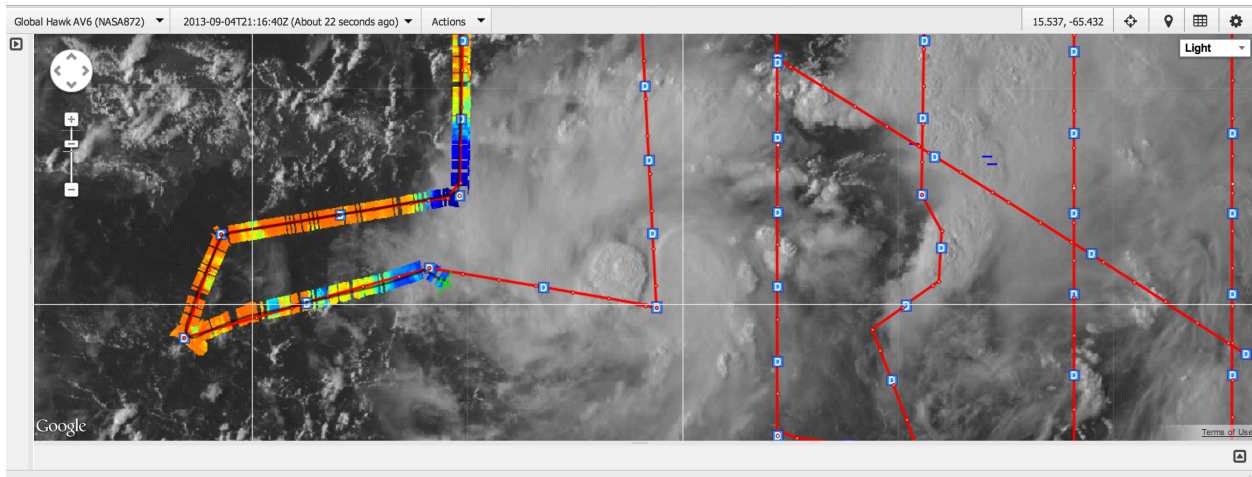 Global Hawk AV6 (NASA872) 2013-09-04T21:16:40Z (About 22 seconds ago) Actions 15.537, -65.432
Light
D D
D D
D D D D
D D D D
D D D D D
D D D D
D D D D D
D D D D
D
Google
Terms of Use